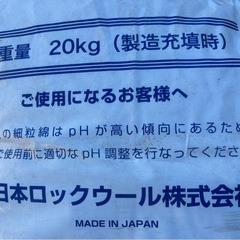 重量 20kg（製造充填時）
ご使用になるお客様へ
の細粒綿はpHが高い傾向にあるため
ご使用前に適切なpH調整を行なってくださ
日本ロックウール株式会社
MADE IN JAPAN